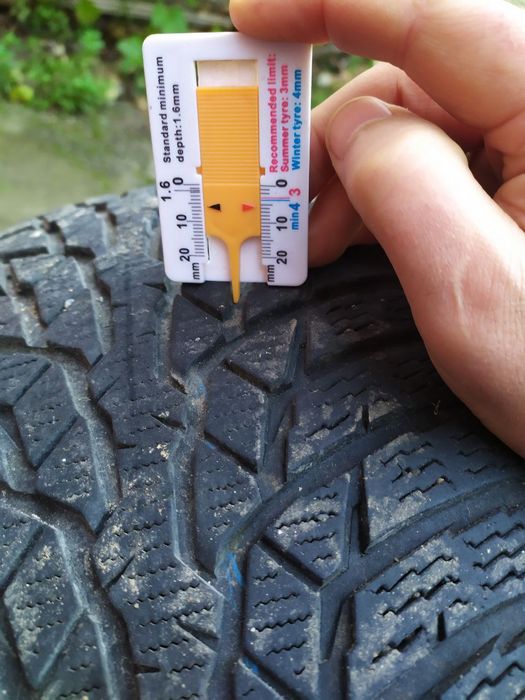 Standard minimum
depth:1.6mm
1.6 0
10
20
mm
Recommended limit:
Summer tyre: 3mm
Winter tyre: 4mm
0
3
min4
10
20
mm